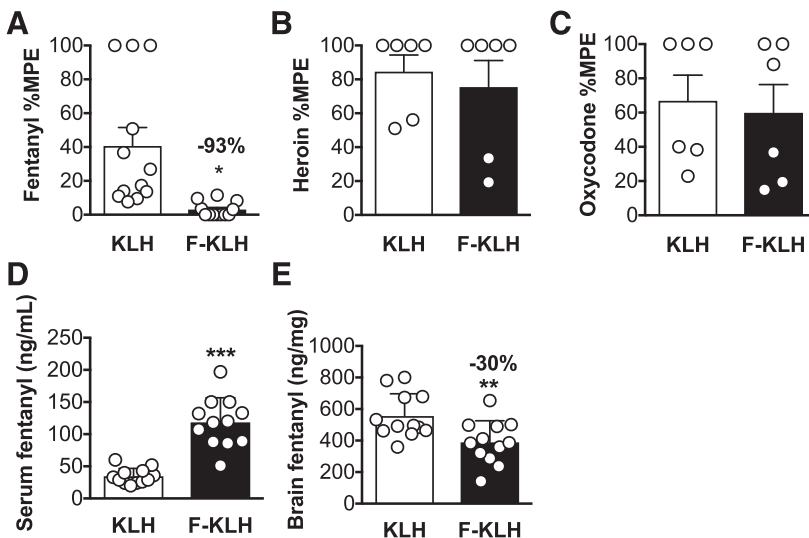 A
Fentanyl %MPE
100
80
60
40
20
0
-93%
*
KLH
F-KLH
B
Heroin %MPE
100
80
60
40
20
0
KLH
F-KLH
C
Oxycodone %MPE
100
80
60
40
20
0
KLH
F-KLH
D
Serum fentanyl (ng/mL)
250
200
150
100
50
0
***
KLH
F-KLH
E
Brain fentanyl (ng/mg)
1000
800
600
400
200
0
-30%
**
KLH
F-KLH